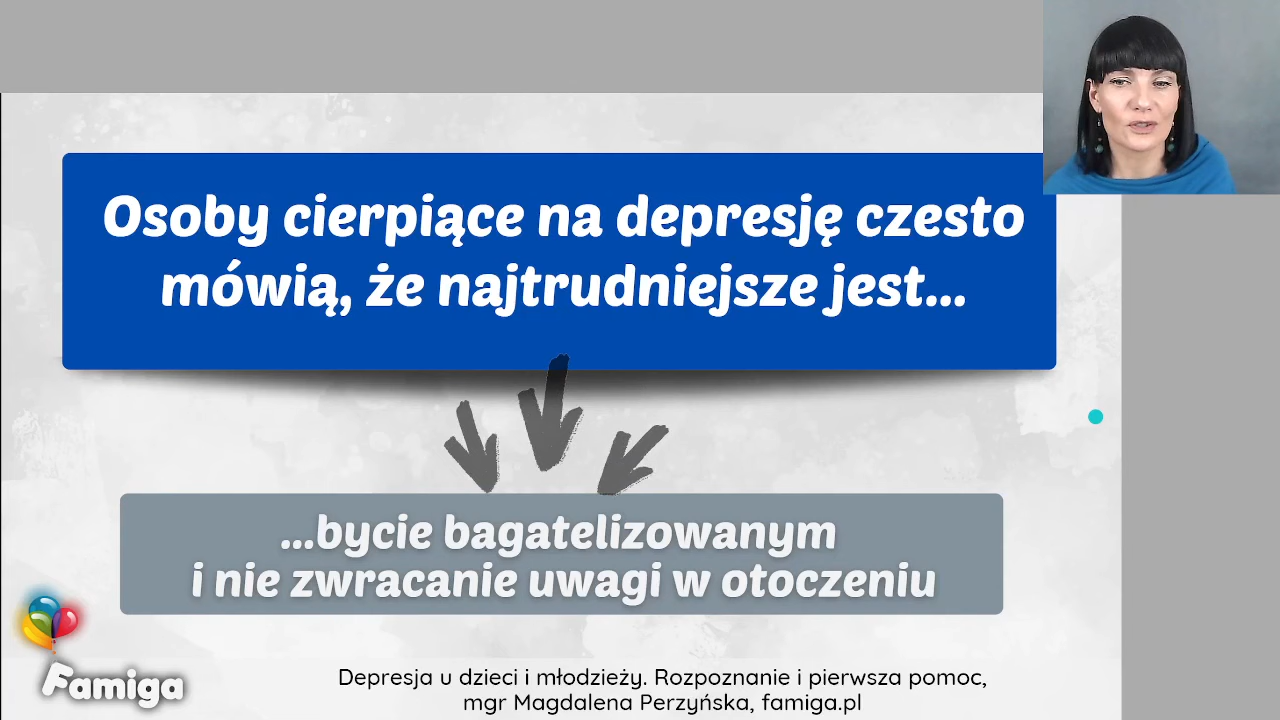 Osoby cierpiące na depresję czesto
mówią, że najtrudniejsze jest...
...bycie bagatelizowanym
i nie zwracanie uwagi w otoczeniu
Famiga
Depresja u dzieci i młodzieży. Rozpoznanie i pierwsza pomoc,
mgr Magdalena Perzyńska, famiga.pl